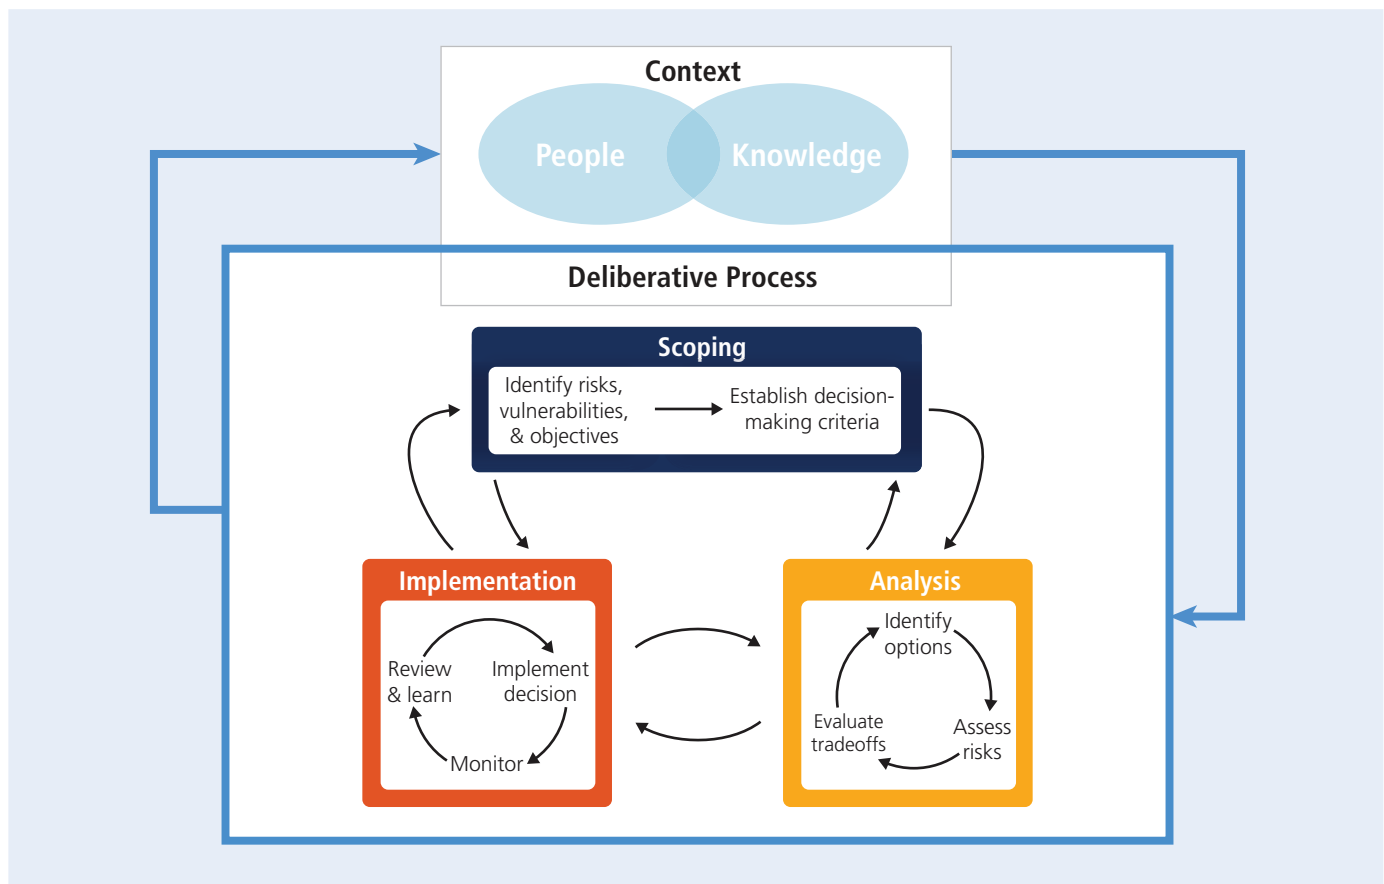 Context
People
Knowledge
Deliberative Process
Scoping
Identify risks,
vulnerabilities,
& objectives
Establish decision-
making criteria
Implementation
Review
& learn
Implement
decision
Monitor
Analysis
Identify
options
Assess
risks
Evaluate
tradeoffs